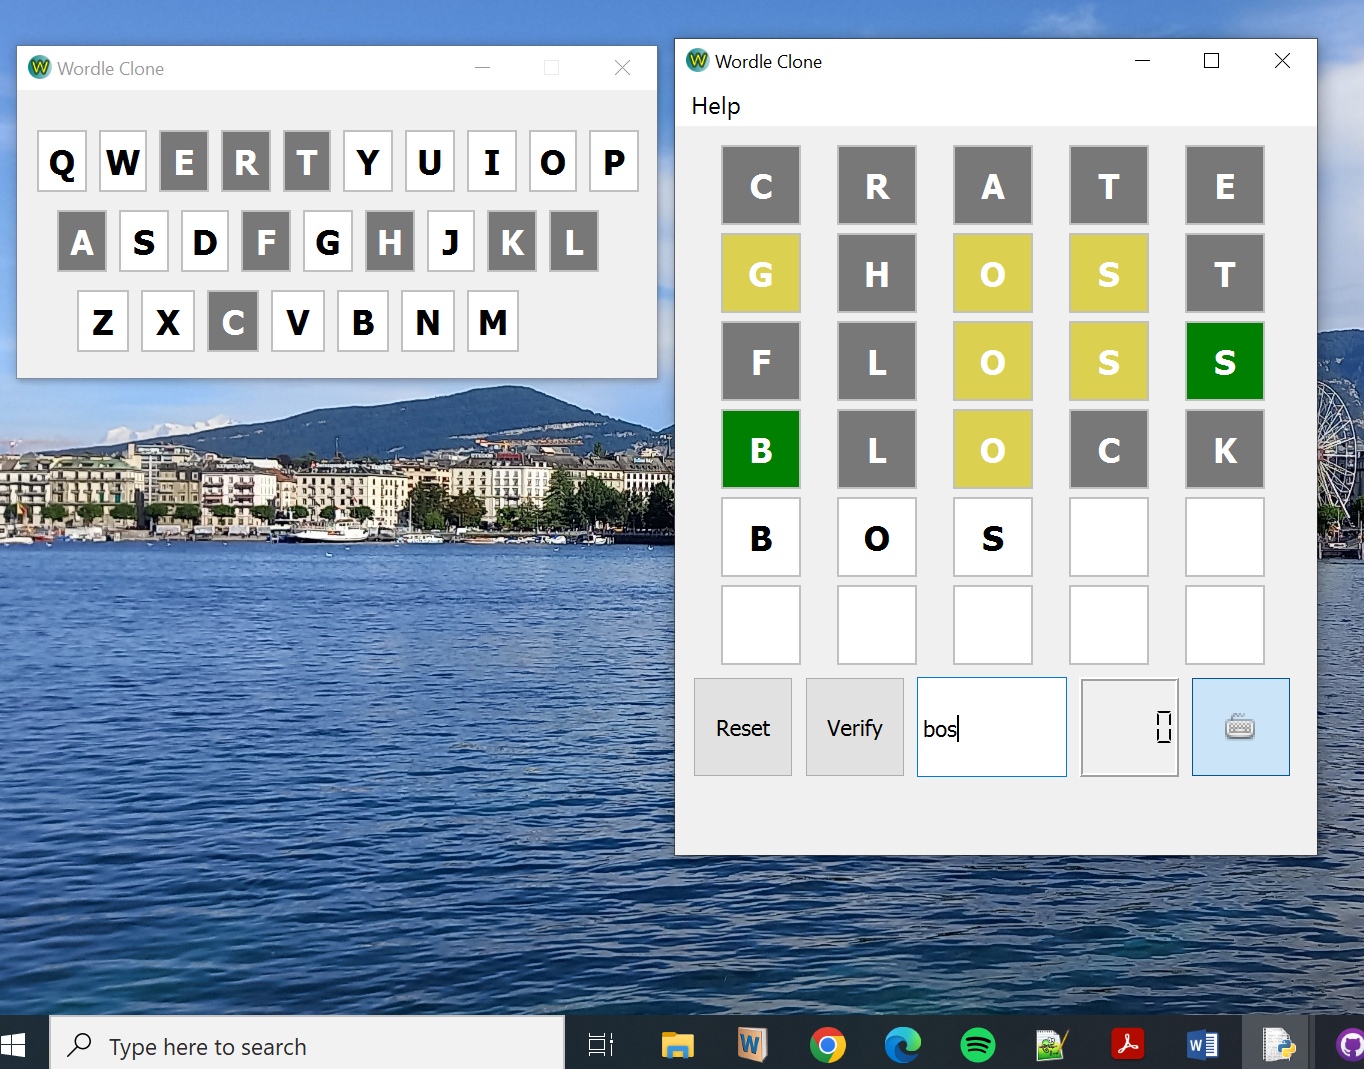 Wordle Clone
Q W E R T Y U I O P
A S D F G H J K L
Z X C V B N M
Wordle Clone
Help
C R A T E
G H O S T
F L O S S
B L O C K
B O S
Reset Verify bos 0
Type here to search